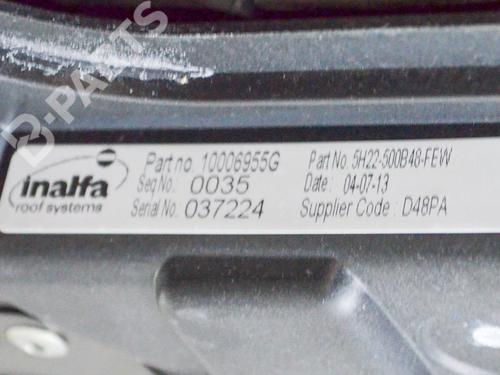 B-PARTS
inalfa
roof systems
Part no. 10006955G
Seq No.: 0035
Serial No.: 037224
Part No. 5H22-500B48-FEW
Date : 04-07-13
Supplier Code : D48PA